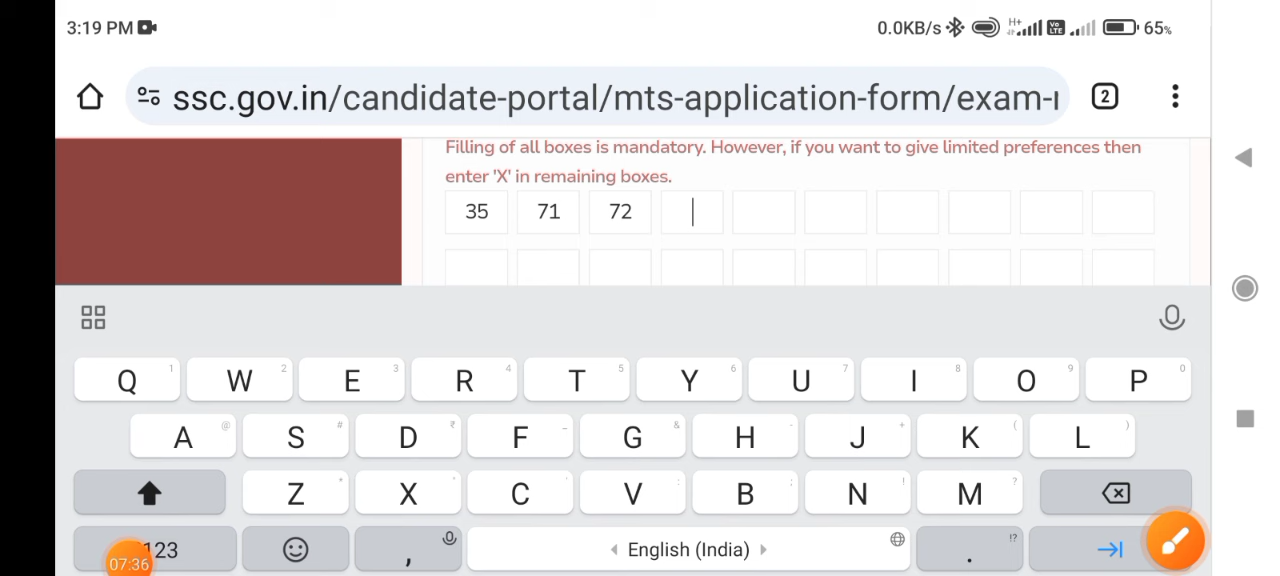 3:19 PM 0.0KB/s H+ Vo LTE 65%
ssc.gov.in/candidate-portal/mts-application-form/exam-r 2
Filling of all boxes is mandatory. However, if you want to give limited preferences then
enter 'X' in remaining boxes.
35 71 72
Q 1 W 2 E 3 R 4 T 5 Y 6 U 7 I 8 O 9 P 0
A @ S # D ₹ F _ G & H - J + K ( L )
Z * X " C ' V : B ; N ! M ?
123 , English (India) . !?
07:36